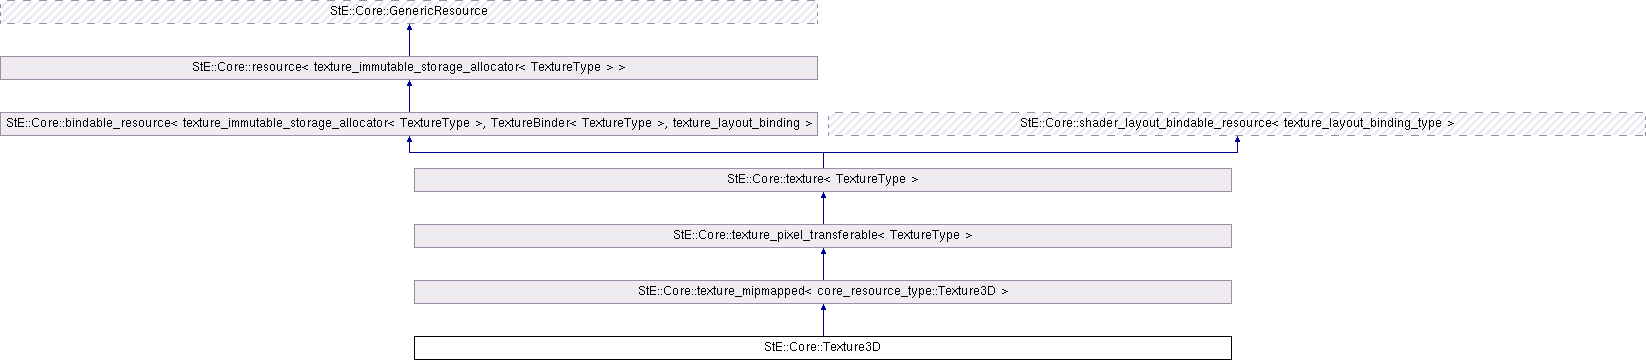 StE::Core::GenericResource
StE::Core::resource< texture_immutable_storage_allocator< TextureType > >
StE::Core::bindable_resource< texture_immutable_storage_allocator< TextureType >, TextureBinder< TextureType >, texture_layout_binding >
StE::Core::shader_layout_bindable_resource< texture_layout_binding_type >
StE::Core::texture< TextureType >
StE::Core::texture_pixel_transferable< TextureType >
StE::Core::texture_mipmapped< core_resource_type::Texture3D >
StE::Core::Texture3D